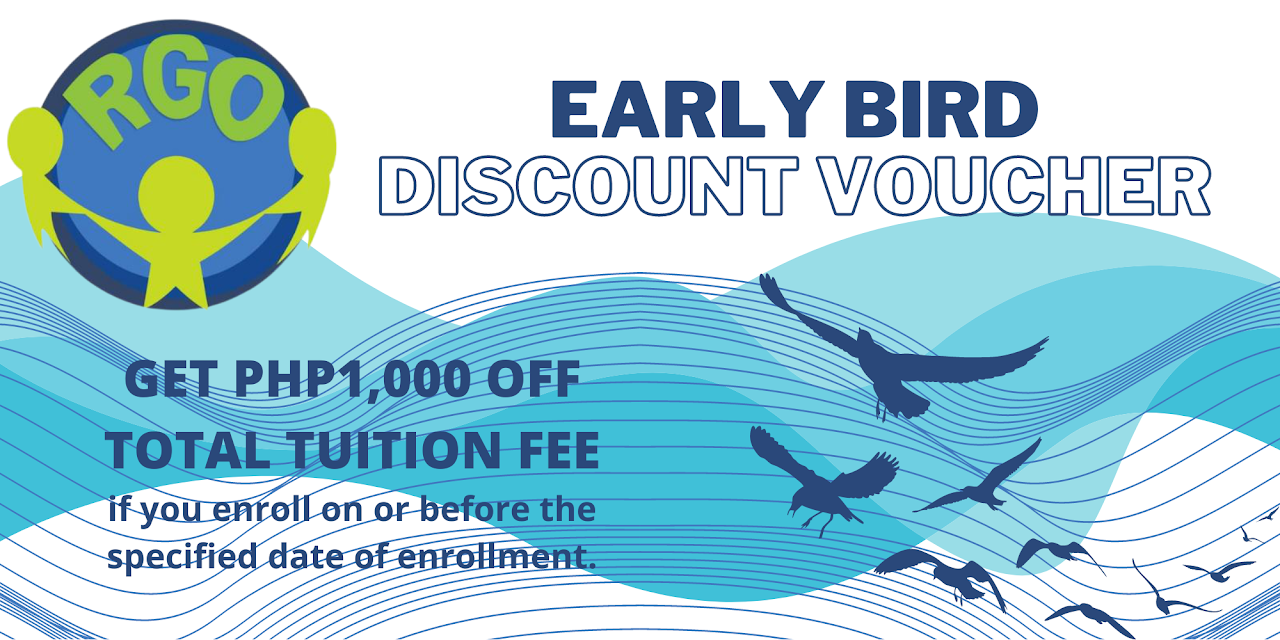 RGO
EARLY BIRD
DISCOUNT VOUCHER
GET PHP1,000 OFF
TOTAL TUITION FEE
if you enroll on or before the
specified date of enrollment.